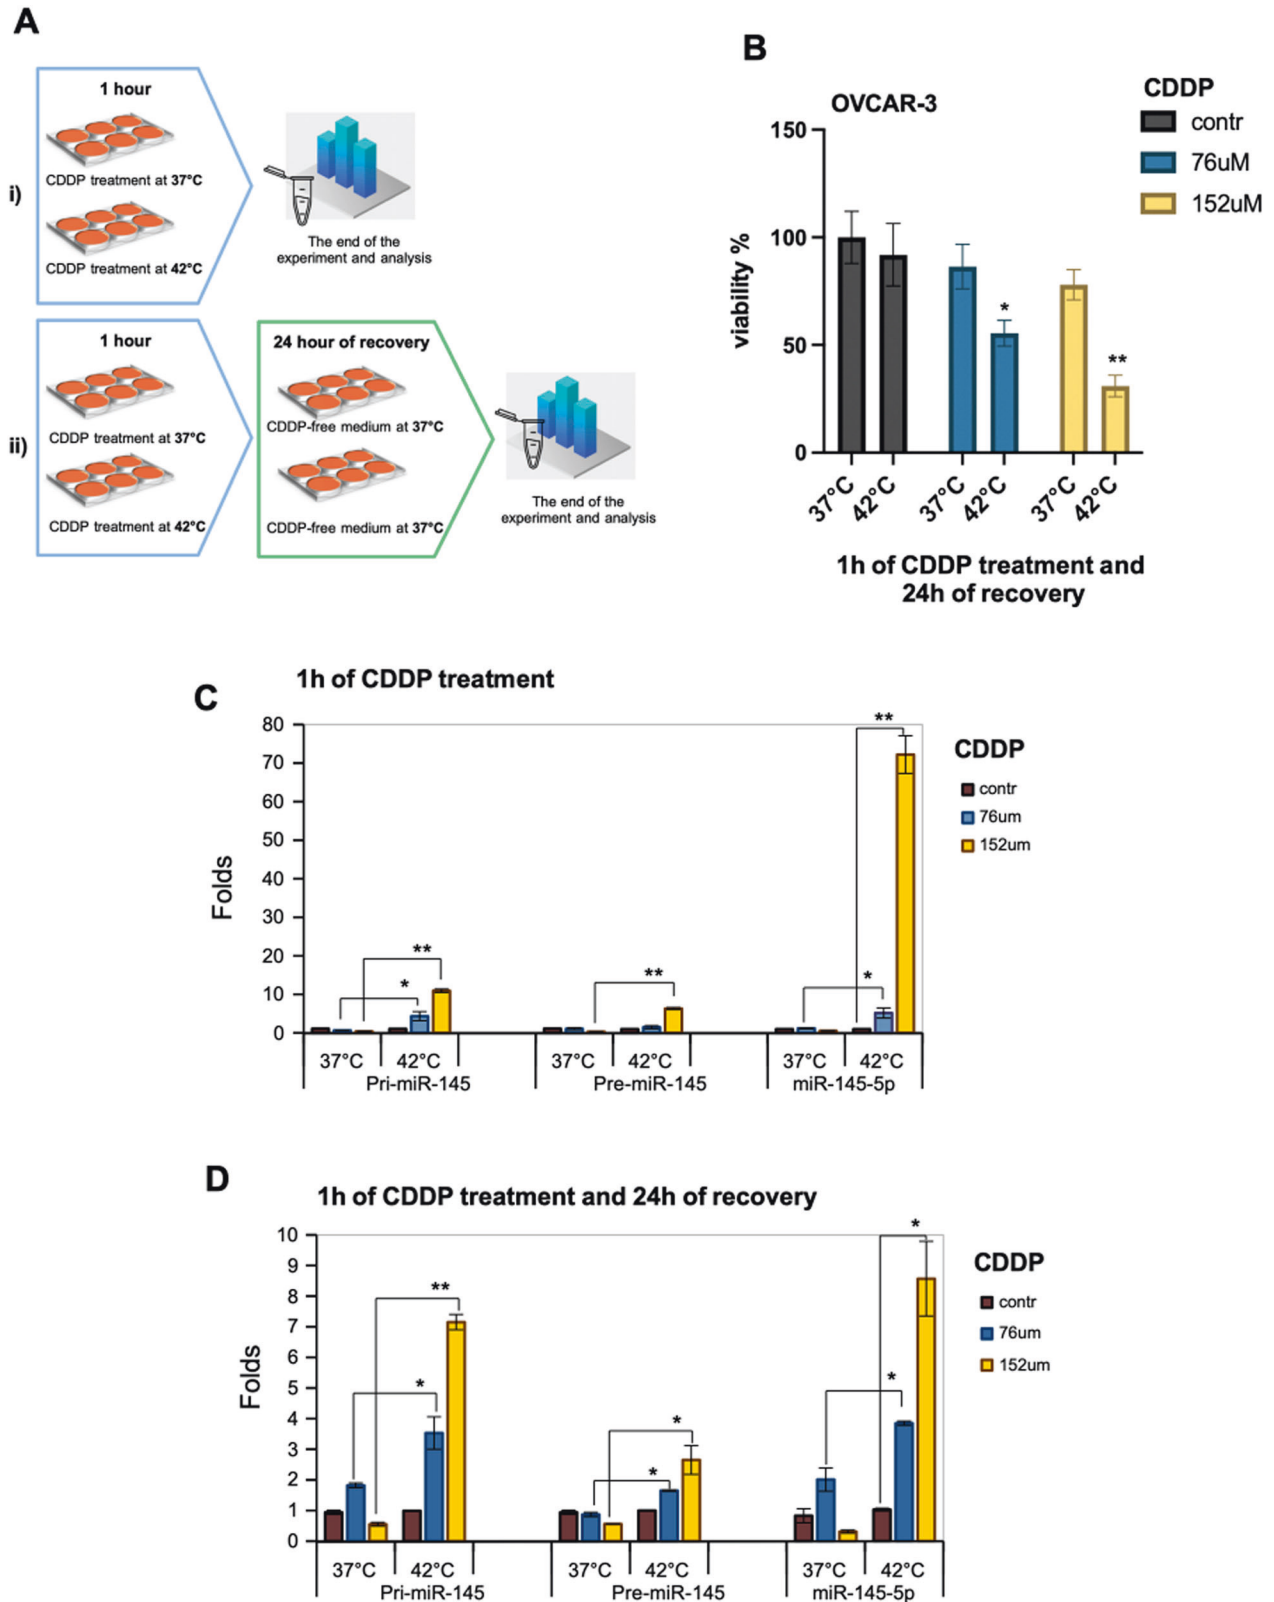 A
i)
1 hour
CDDP treatment at 37°C
CDDP treatment at 42°C
The end of the
experiment and analysis
ii)
1 hour
CDDP treatment at 37°C
CDDP treatment at 42°C
24 hour of recovery
CDDP-free medium at 37°C
CDDP-free medium at 37°C
The end of the
experiment and analysis
B
OVCAR-3
CDDP
contr
76uM
152uM
viability %
150
100
50
0
*
**
37°C 42°C 37°C 42°C 37°C 42°C
1h of CDDP treatment and
24h of recovery
C
1h of CDDP treatment
Folds
80
70
60
50
40
30
20
10
0
* ** ** * **
37°C 42°C 37°C 42°C 37°C 42°C
Pri-miR-145 Pre-miR-145 miR-145-5p
CDDP
contr
76um
152um
D
1h of CDDP treatment and 24h of recovery
Folds
10
9
8
7
6
5
4
3
2
1
0
* ** * * * *
37°C 42°C 37°C 42°C 37°C 42°C
Pri-miR-145 Pre-miR-145 miR-145-5p
CDDP
contr
76um
152um